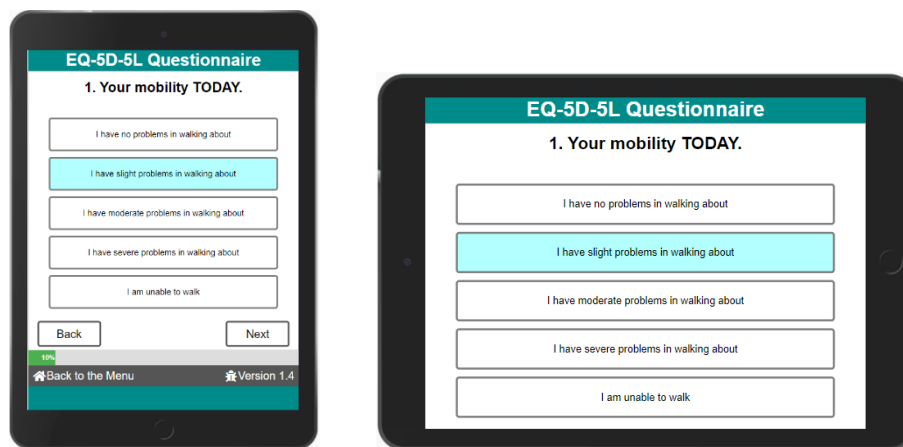 EQ-5D-5L Questionnaire
1. Your mobility TODAY.
I have no problems in walking about
I have slight problems in walking about
I have moderate problems in walking about
I have severe problems in walking about
I am unable to walk
Back
Next
10%
Back to the Menu
Version 1.4
EQ-5D-5L Questionnaire
1. Your mobility TODAY.
I have no problems in walking about
I have slight problems in walking about
I have moderate problems in walking about
I have severe problems in walking about
I am unable to walk